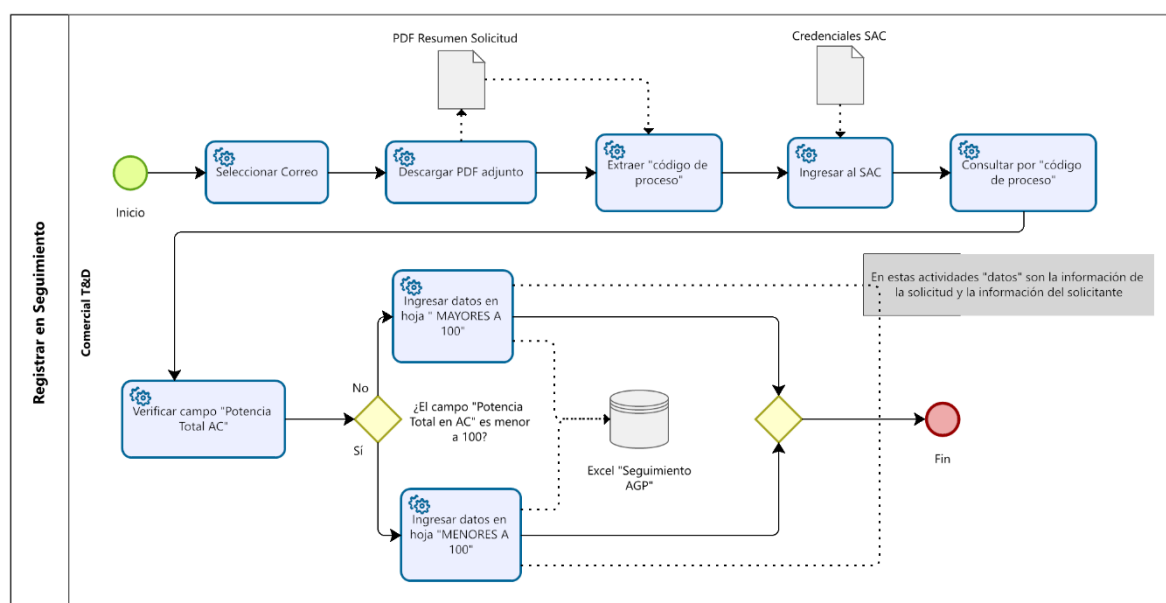 Registrar en Seguimiento
Comercial T&D
PDF Resumen Solicitud
Credenciales SAC
Inicio
Seleccionar Correo
Descargar PDF adjunto
Extraer "código de
proceso"
Ingresar al SAC
Consultar por "código
de proceso"
En estas actividades "datos" son la información de
la solicitud y la información del solicitante
Ingresar datos en
hoja " MAYORES A
100"
Verificar campo "Potencia
Total AC"
No
Sí
¿El campo "Potencia
Total en AC" es menor
a 100?
Excel "Seguimiento
AGP"
Fin
Ingresar datos en
hoja "MENORES A
100"